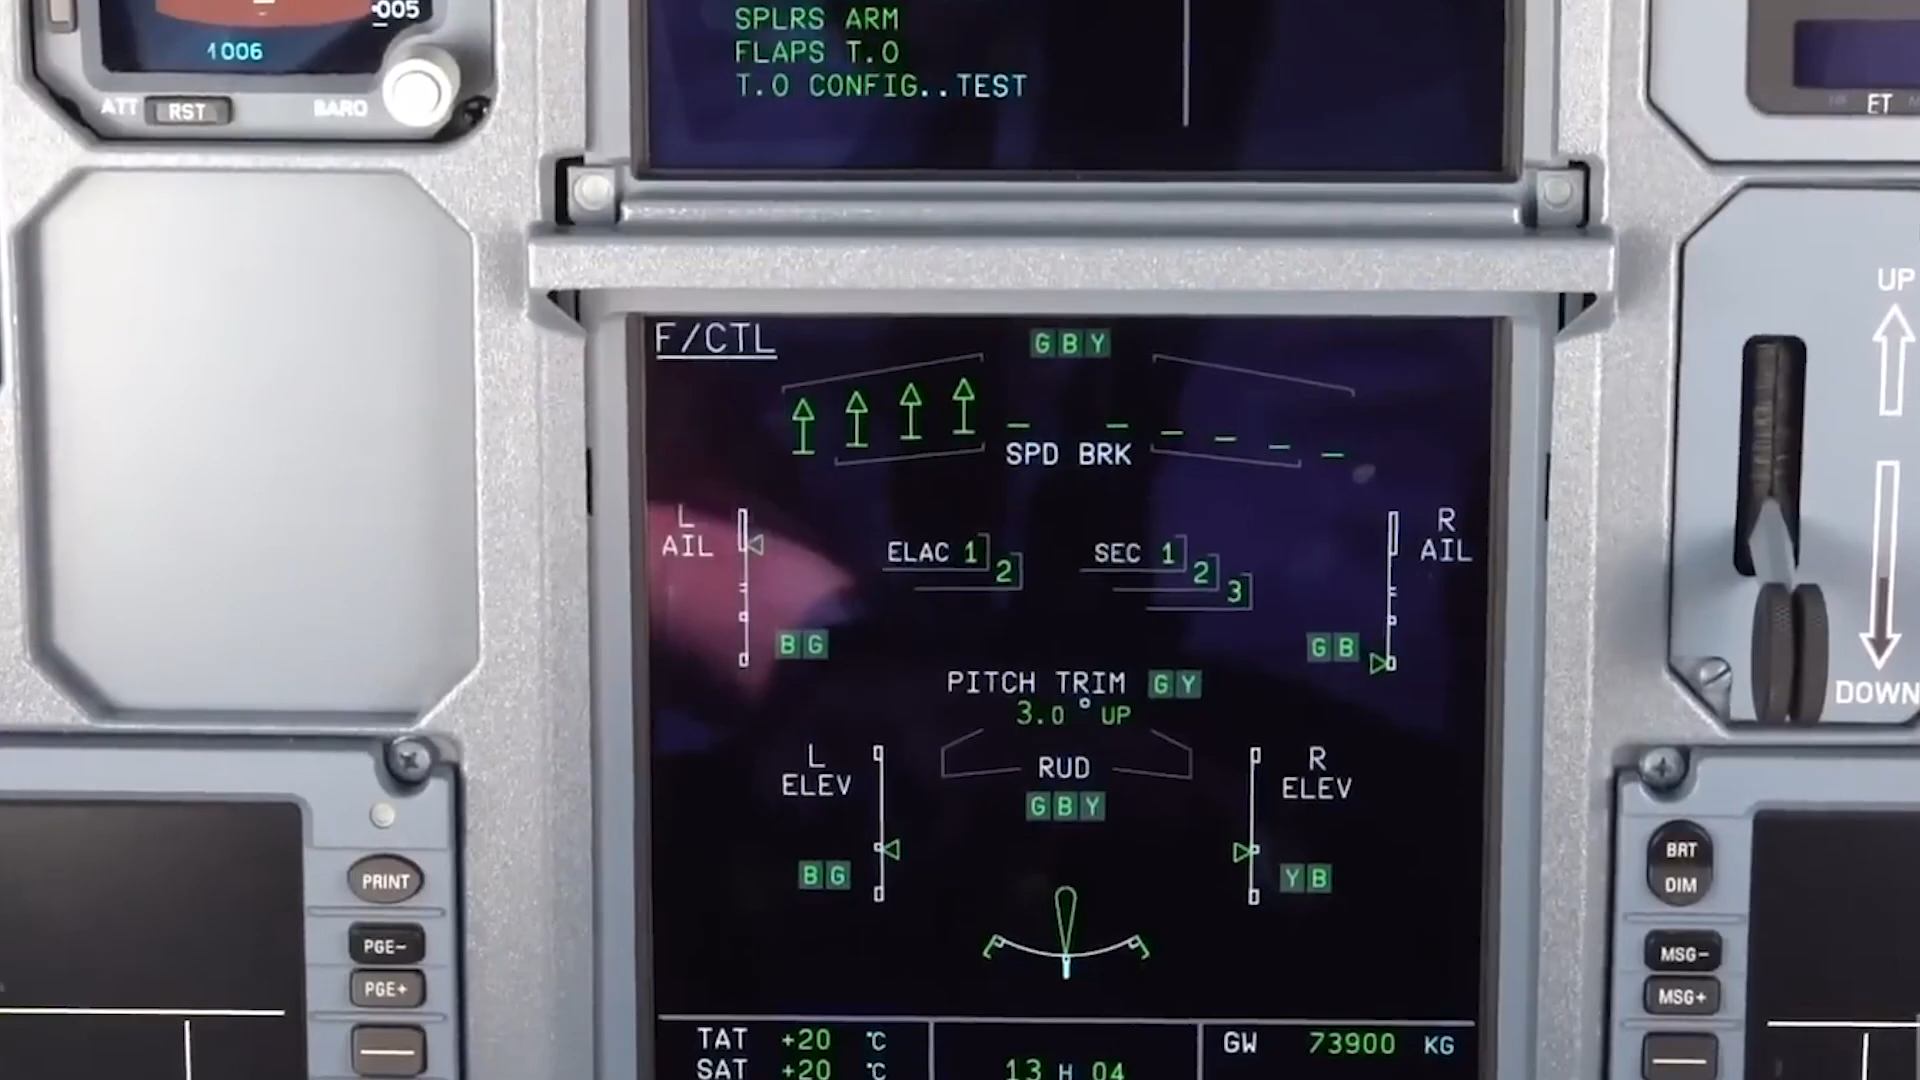 005
1006
ATT RST BARO
SPLRS ARM
FLAPS T.O
T.O CONFIG..TEST
ET
UP
DOWN
F/CTL
G B Y
SPD BRK
L
AIL
ELAC 1
2
SEC 1
2
3
R
AIL
B G
G B
PITCH TRIM G Y
3.0 ° UP
L
ELEV
RUD
R
ELEV
G B Y
B G
Y B
TAT +20 °C
SAT +20 °C
13 H 04
GW 73900 KG
PRINT
PGE-
PGE+
BRT
DIM
MSG-
MSG+